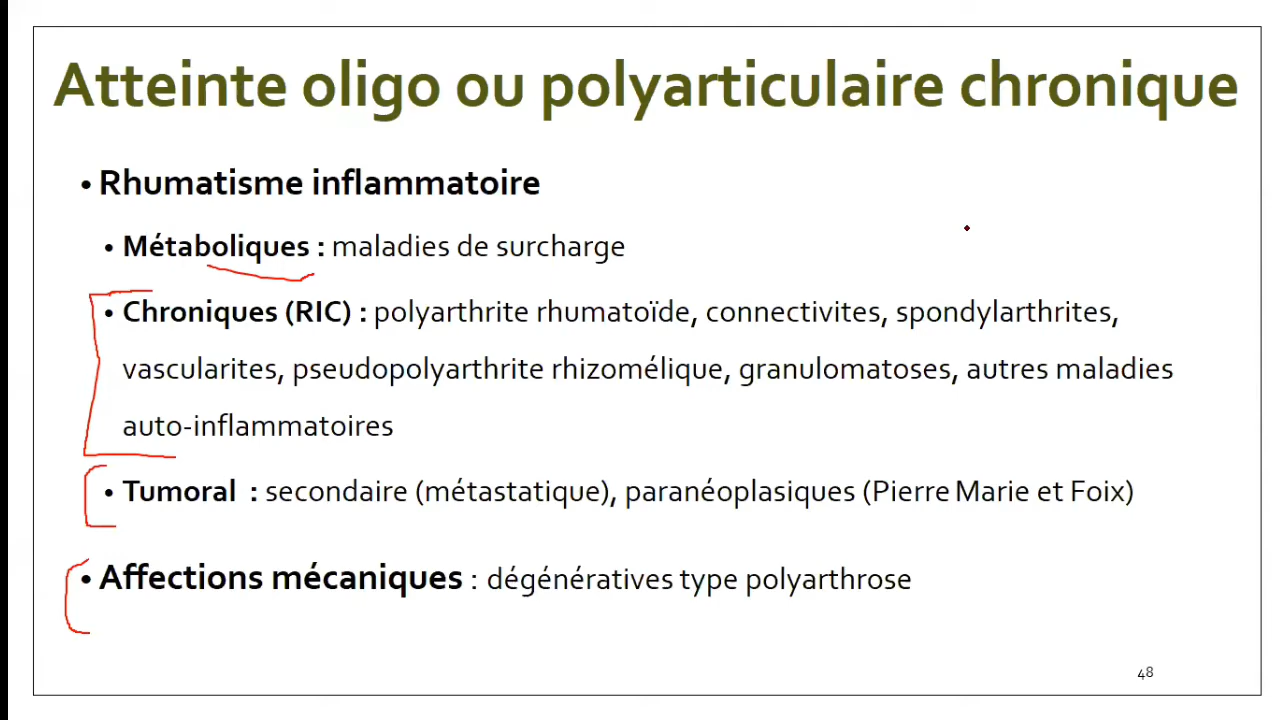 Atteinte oligo ou polyarticulaire chronique
• Rhumatisme inflammatoire
• Métaboliques : maladies de surcharge
• Chroniques (RIC) : polyarthrite rhumatoïde, connectivites, spondylarthrites,
vascularites, pseudopolyarthrite rhizomélique, granulomatoses, autres maladies
auto-inflammatoires
• Tumoral : secondaire (métastatique), paranéoplasiques (Pierre Marie et Foix)
• Affections mécaniques : dégénératives type polyarthrose
48